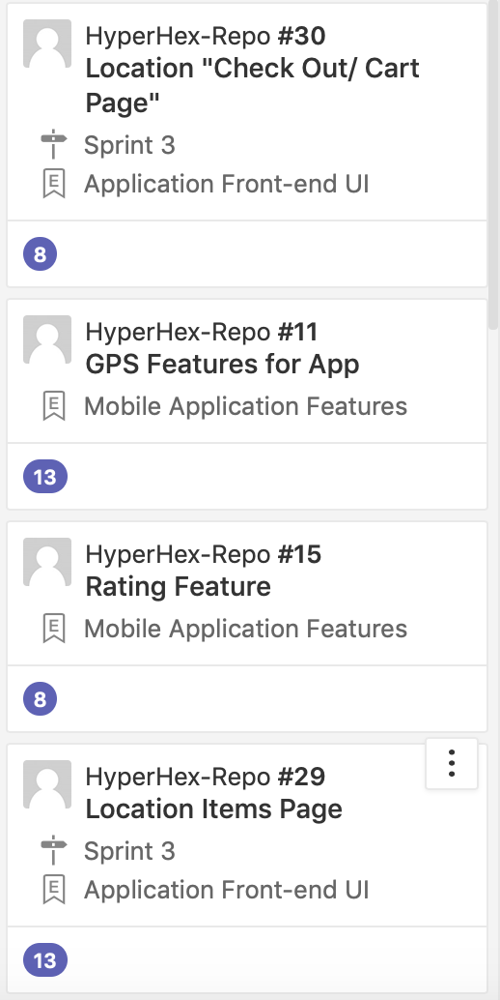 HyperHex-Repo #30
Location "Check Out/ Cart
Page"
Sprint 3
E Application Front-end UI
8
HyperHex-Repo #11
GPS Features for App
E Mobile Application Features
13
HyperHex-Repo #15
Rating Feature
E Mobile Application Features
8
HyperHex-Repo #29
Location Items Page
Sprint 3
E Application Front-end UI
13